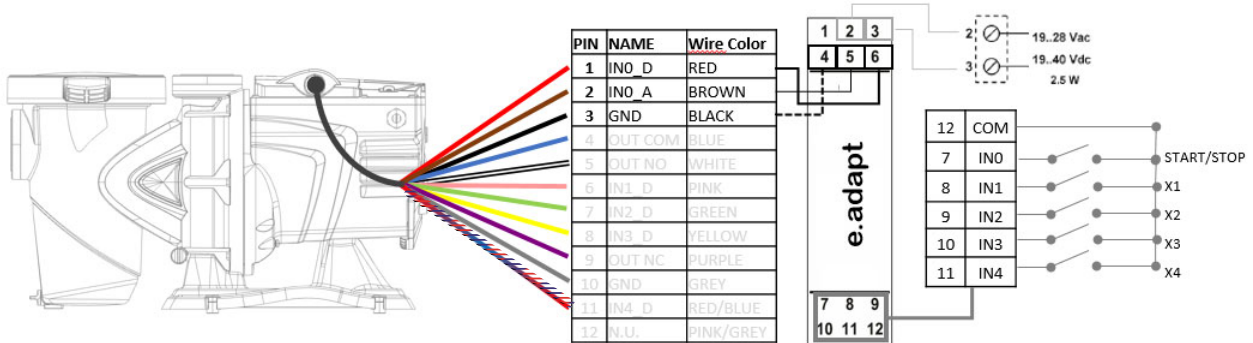 PIN NAME Wire Color
1 IN0_D RED
2 IN0_A BROWN
3 GND BLACK
4 OUT COM BLUE
5 OUT NO WHITE
6 IN1_D PINK
7 IN2_D GREEN
8 IN3_D YELLOW
9 OUT NC PURPLE
10 GND GREY
11 IN4_D RED/BLUE
12 N.U. PINK/GREY
1 2 3
4 5 6
e.adapt
7 8 9
10 11 12
2 19..28 Vac
3 19..40 Vdc
2.5 W
12 COM
7 IN0 START/STOP
8 IN1 X1
9 IN2 X2
10 IN3 X3
11 IN4 X4